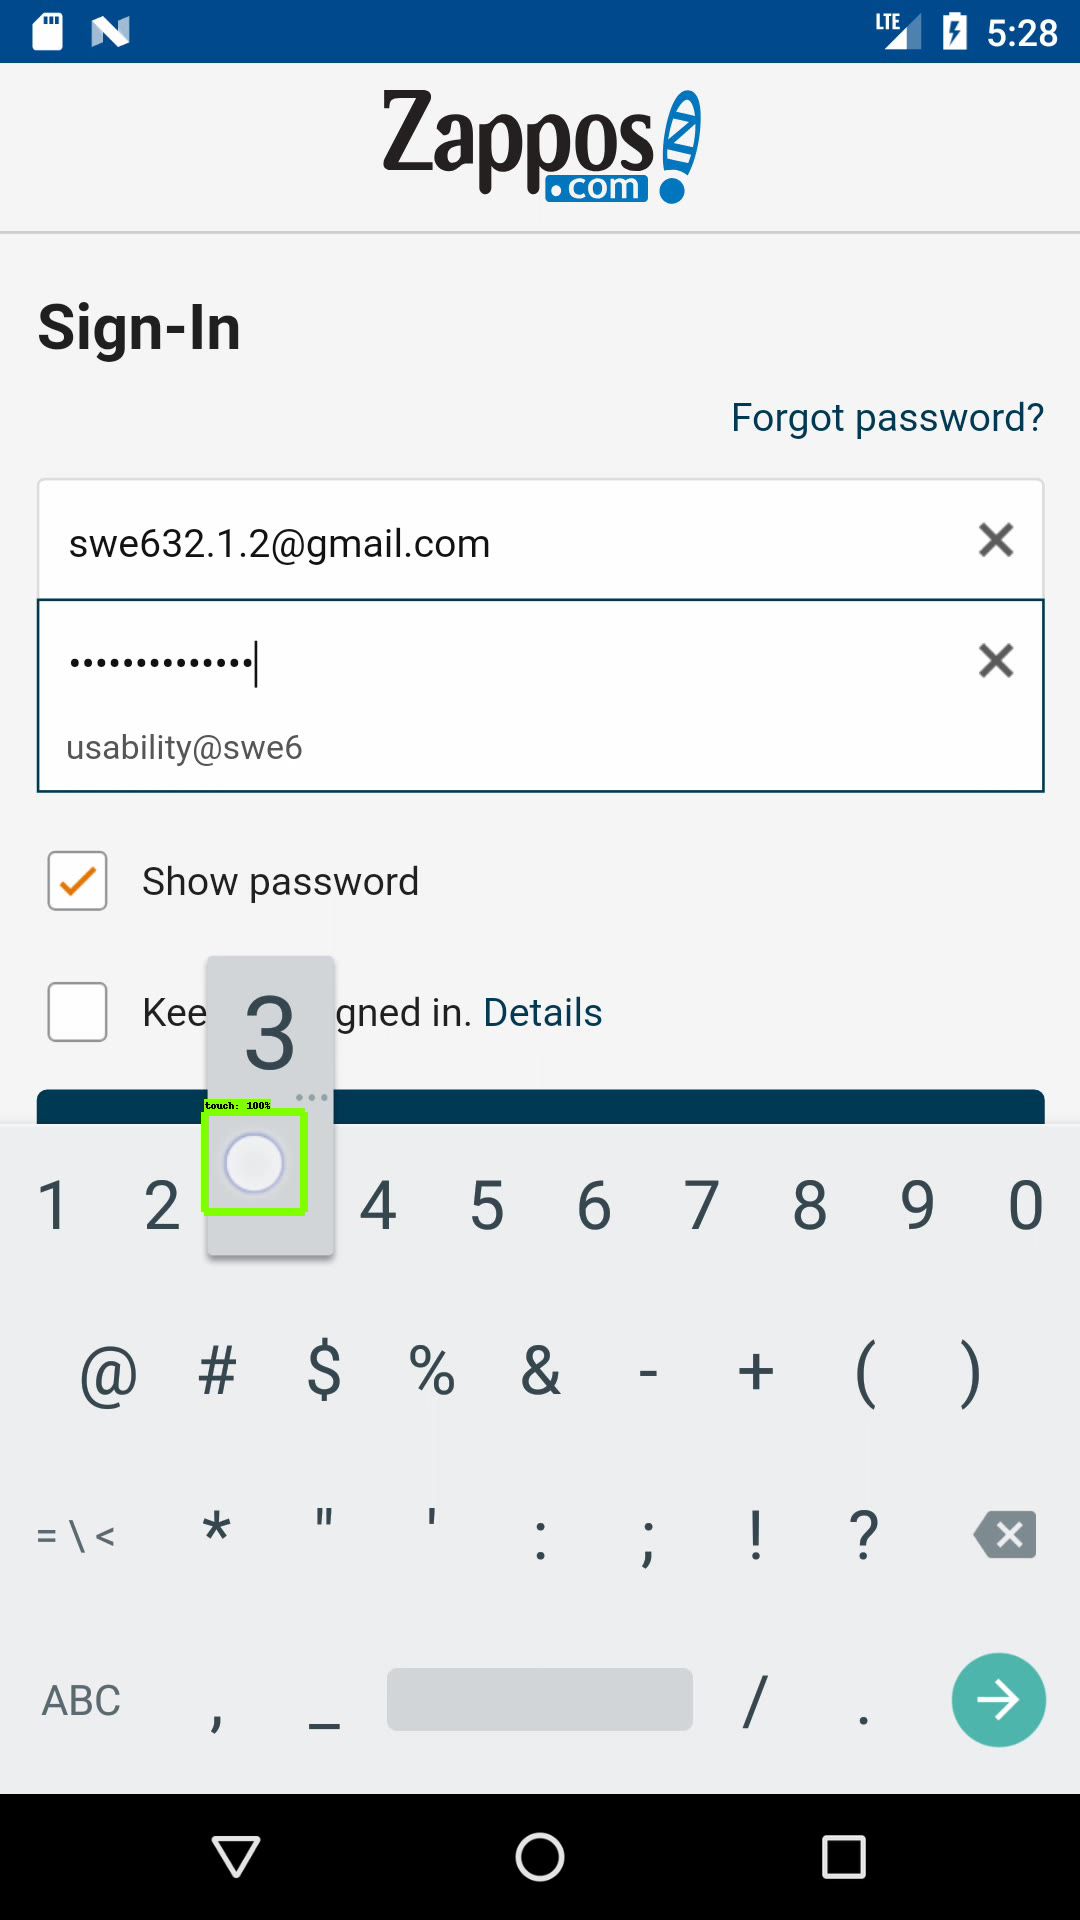 LTE 5:28
Zappos
.com
Sign-In
Forgot password?
swe632.1.2@gmail.com
••••••••••••••
usability@swe6
Show password
Kee gned in. Details
3
touch: 100%
1 2 4 5 6 7 8 9 0
@ # $ % & - + ( )
= \ < * " ' : ; ! ?
ABC , _ / .